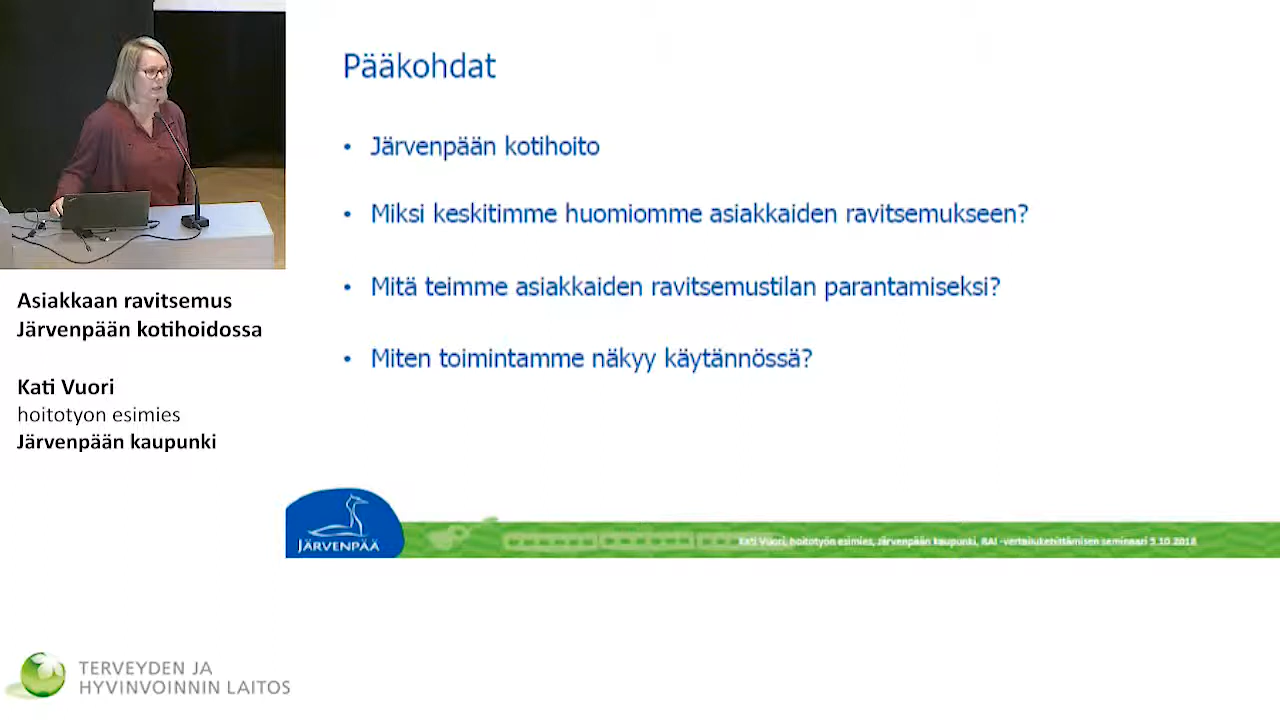 Pääkohdat
• Järvenpään kotihoito
• Miksi keskitimme huomiomme asiakkaiden ravitsemukseen?
• Mitä teimme asiakkaiden ravitsemustilan parantamiseksi?
• Miten toimintamme näkyy käytännössä?
Asiakkaan ravitsemus
Järvenpään kotihoidossa
Kati Vuori
hoitotyon esimies
Järvenpään kaupunki
JÄRVENPÄÄ
Kati Vuori, hoitotyön esimies, Järvenpään kaupunki, RAI -vertailukehittämisen seminaari 5.10.2018
TERVEYDEN JA
HYVINVOINNIN LAITOS